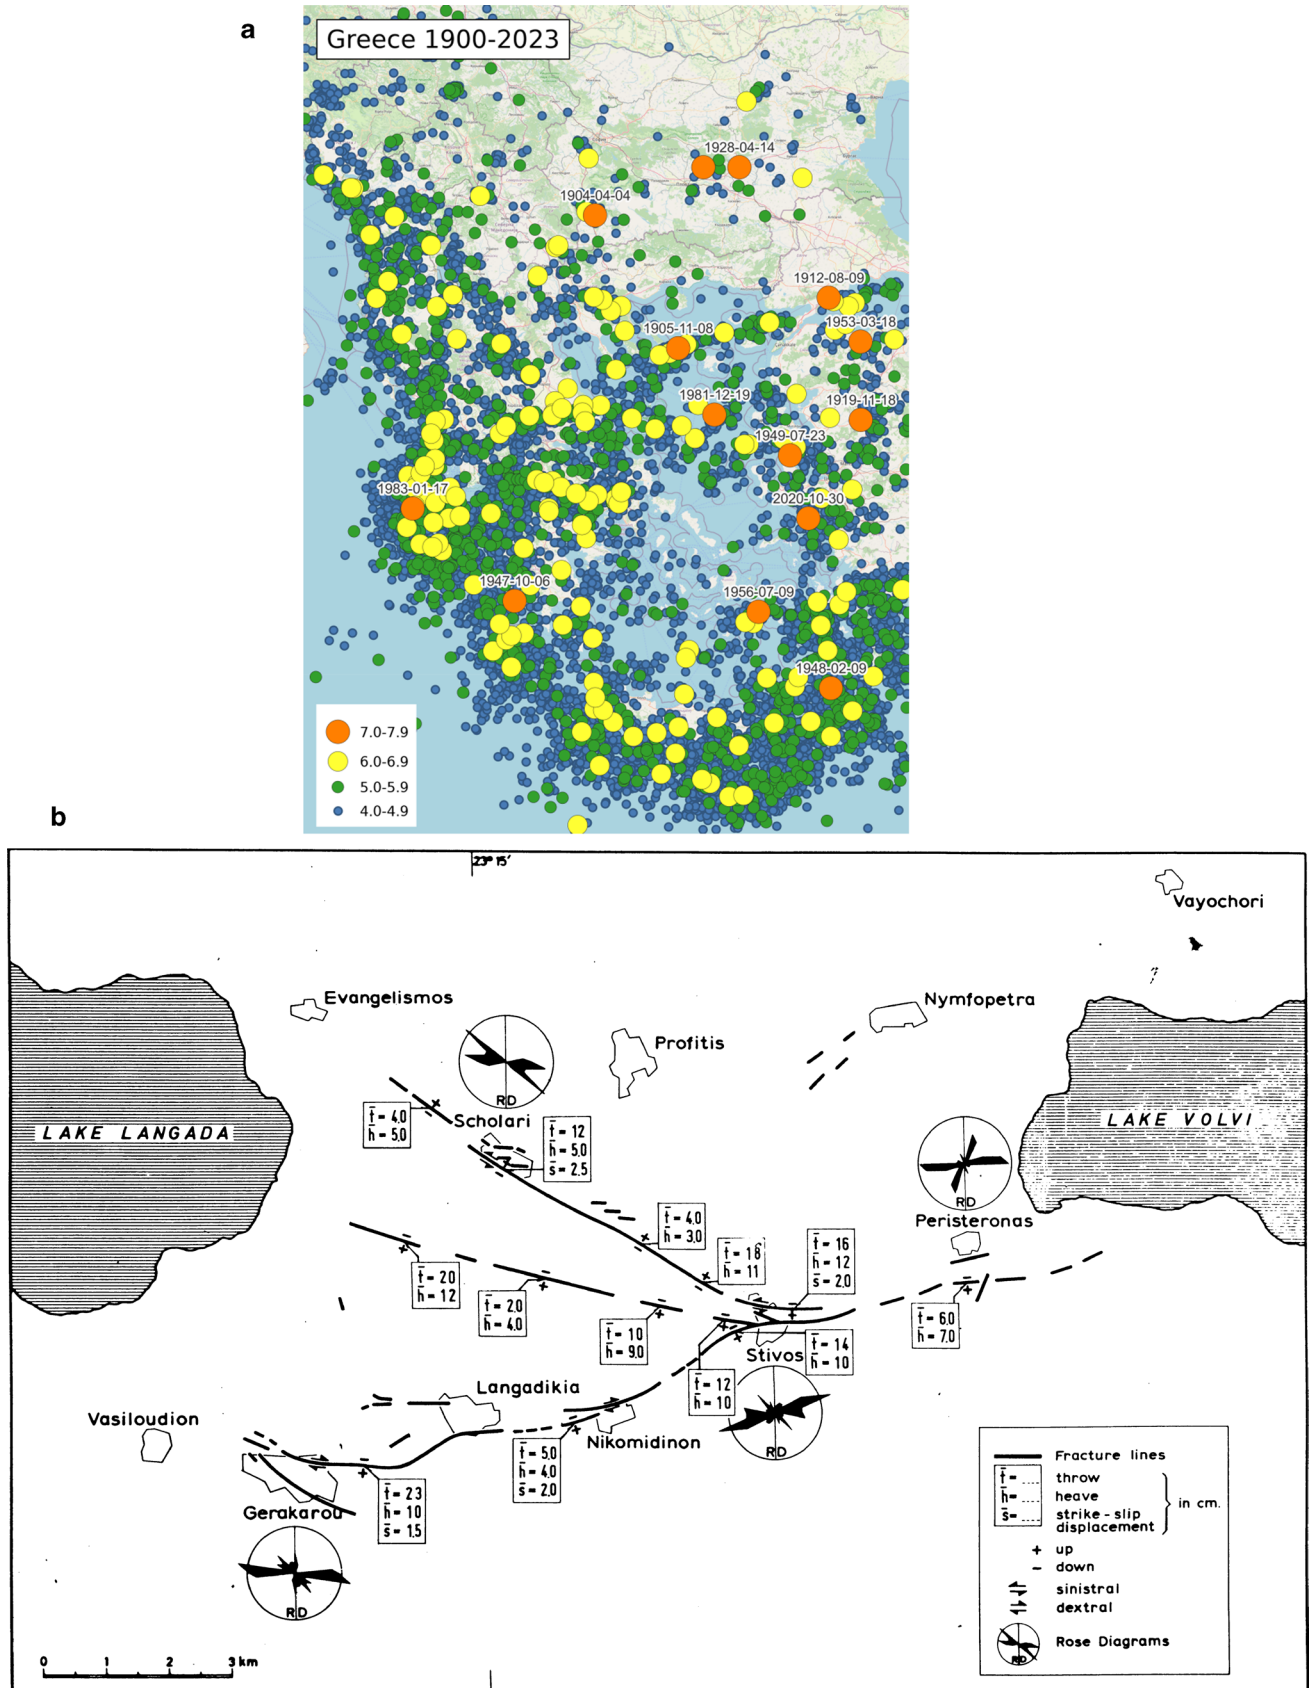 a
Greece 1900-2023
1928-04-14
1904-04-04
1912-08-09
1905-11-08
1953-03-18
1981-12-19
1919-11-18
1949-07-23
1983-01-17
2020-10-30
1947-10-06
1956-07-09
1948-02-09
7.0-7.9
6.0-6.9
5.0-5.9
4.0-4.9
b
23° 15'
Vayochori
Evangelismos
Nymfopetra
Profitis
RD
Scholari
t̄ = 4.0
h̄ = 5.0
LAKE LANGADA
LAKE VOLVI
t̄ = 12
h̄ = 5.0
s̄ = 2.5
RD
Peristeronas
t̄ = 4.0
h̄ = 3.0
t̄ = 18
h̄ = 11
t̄ = 16
h̄ = 12
s̄ = 2.0
t̄ = 20
h̄ = 12
t̄ = 2.0
h̄ = 4.0
t̄ = 10
h̄ = 9.0
t̄ = 6.0
h̄ = 7.0
Stivos
t̄ = 14
h̄ = 10
t̄ = 12
h̄ = 10
Langadikia
Vasiloudion
Nikomidinon
RD
t̄ = 5.0
h̄ = 4.0
s̄ = 2.0
Gerakarou
t̄ = 23
h̄ = 10
s̄ = 1.5
RD
Fracture lines
t̄ = throw
h̄ = heave
s̄ = strike-slip
displacement
in cm.
+ up
- down
sinistral
dextral
RD
Rose Diagrams
0 1 2 3 km